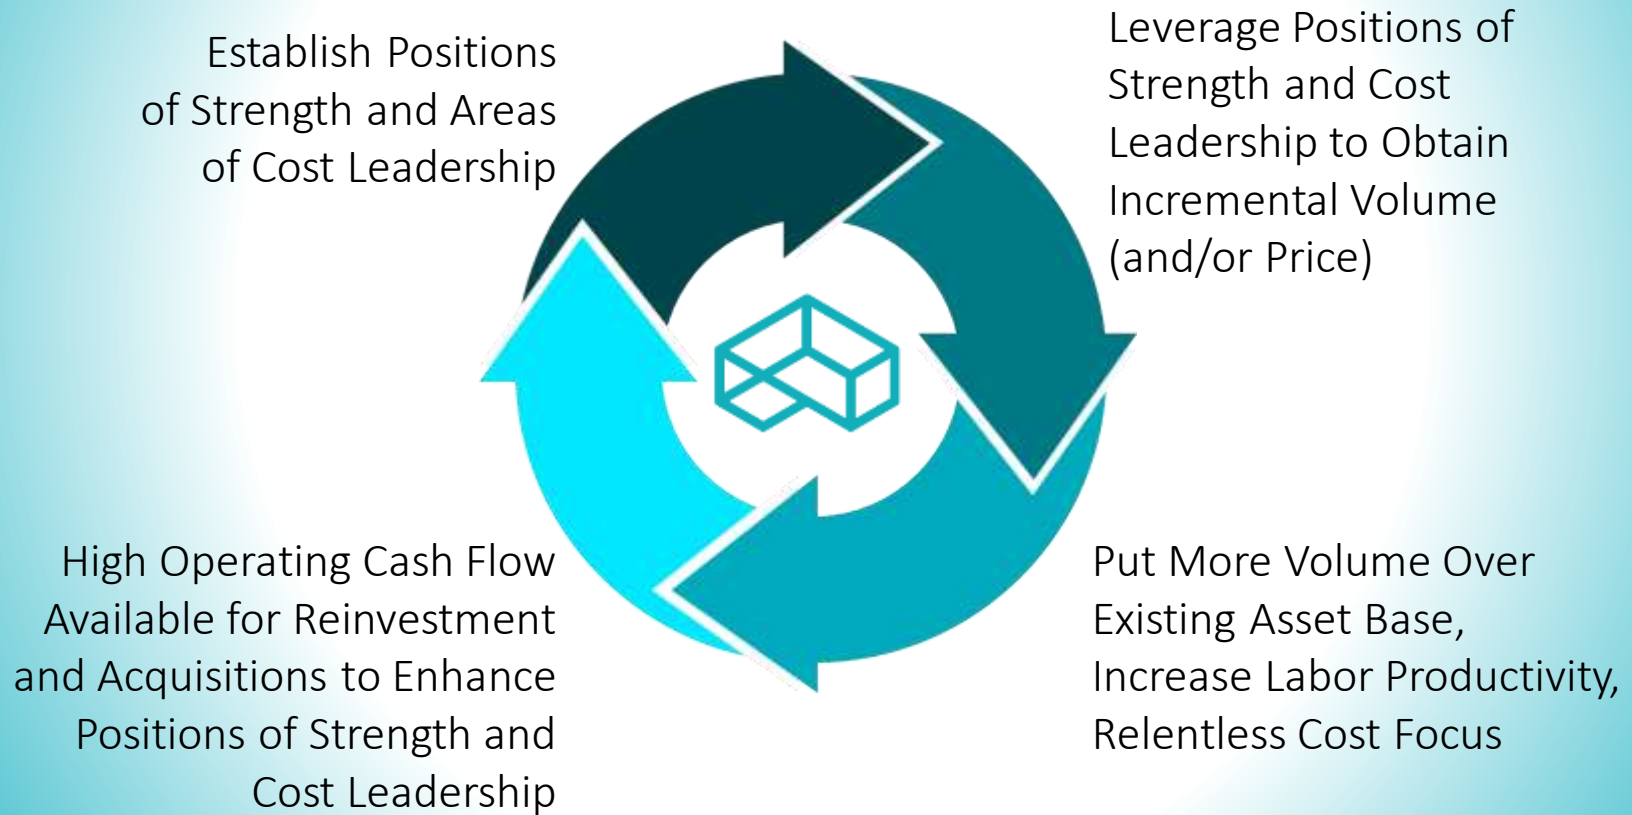 Establish Positions
of Strength and Areas
of Cost Leadership
Leverage Positions of
Strength and Cost
Leadership to Obtain
Incremental Volume
(and/or Price)
Put More Volume Over
Existing Asset Base,
Increase Labor Productivity,
Relentless Cost Focus
High Operating Cash Flow
Available for Reinvestment
and Acquisitions to Enhance
Positions of Strength and
Cost Leadership